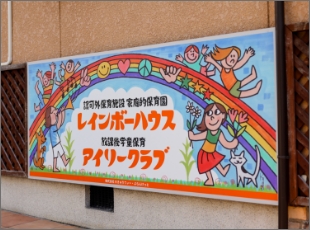 認可外保育施設 家庭的保育園
レインボーハウス
放課後学童保育
アイリークラブ